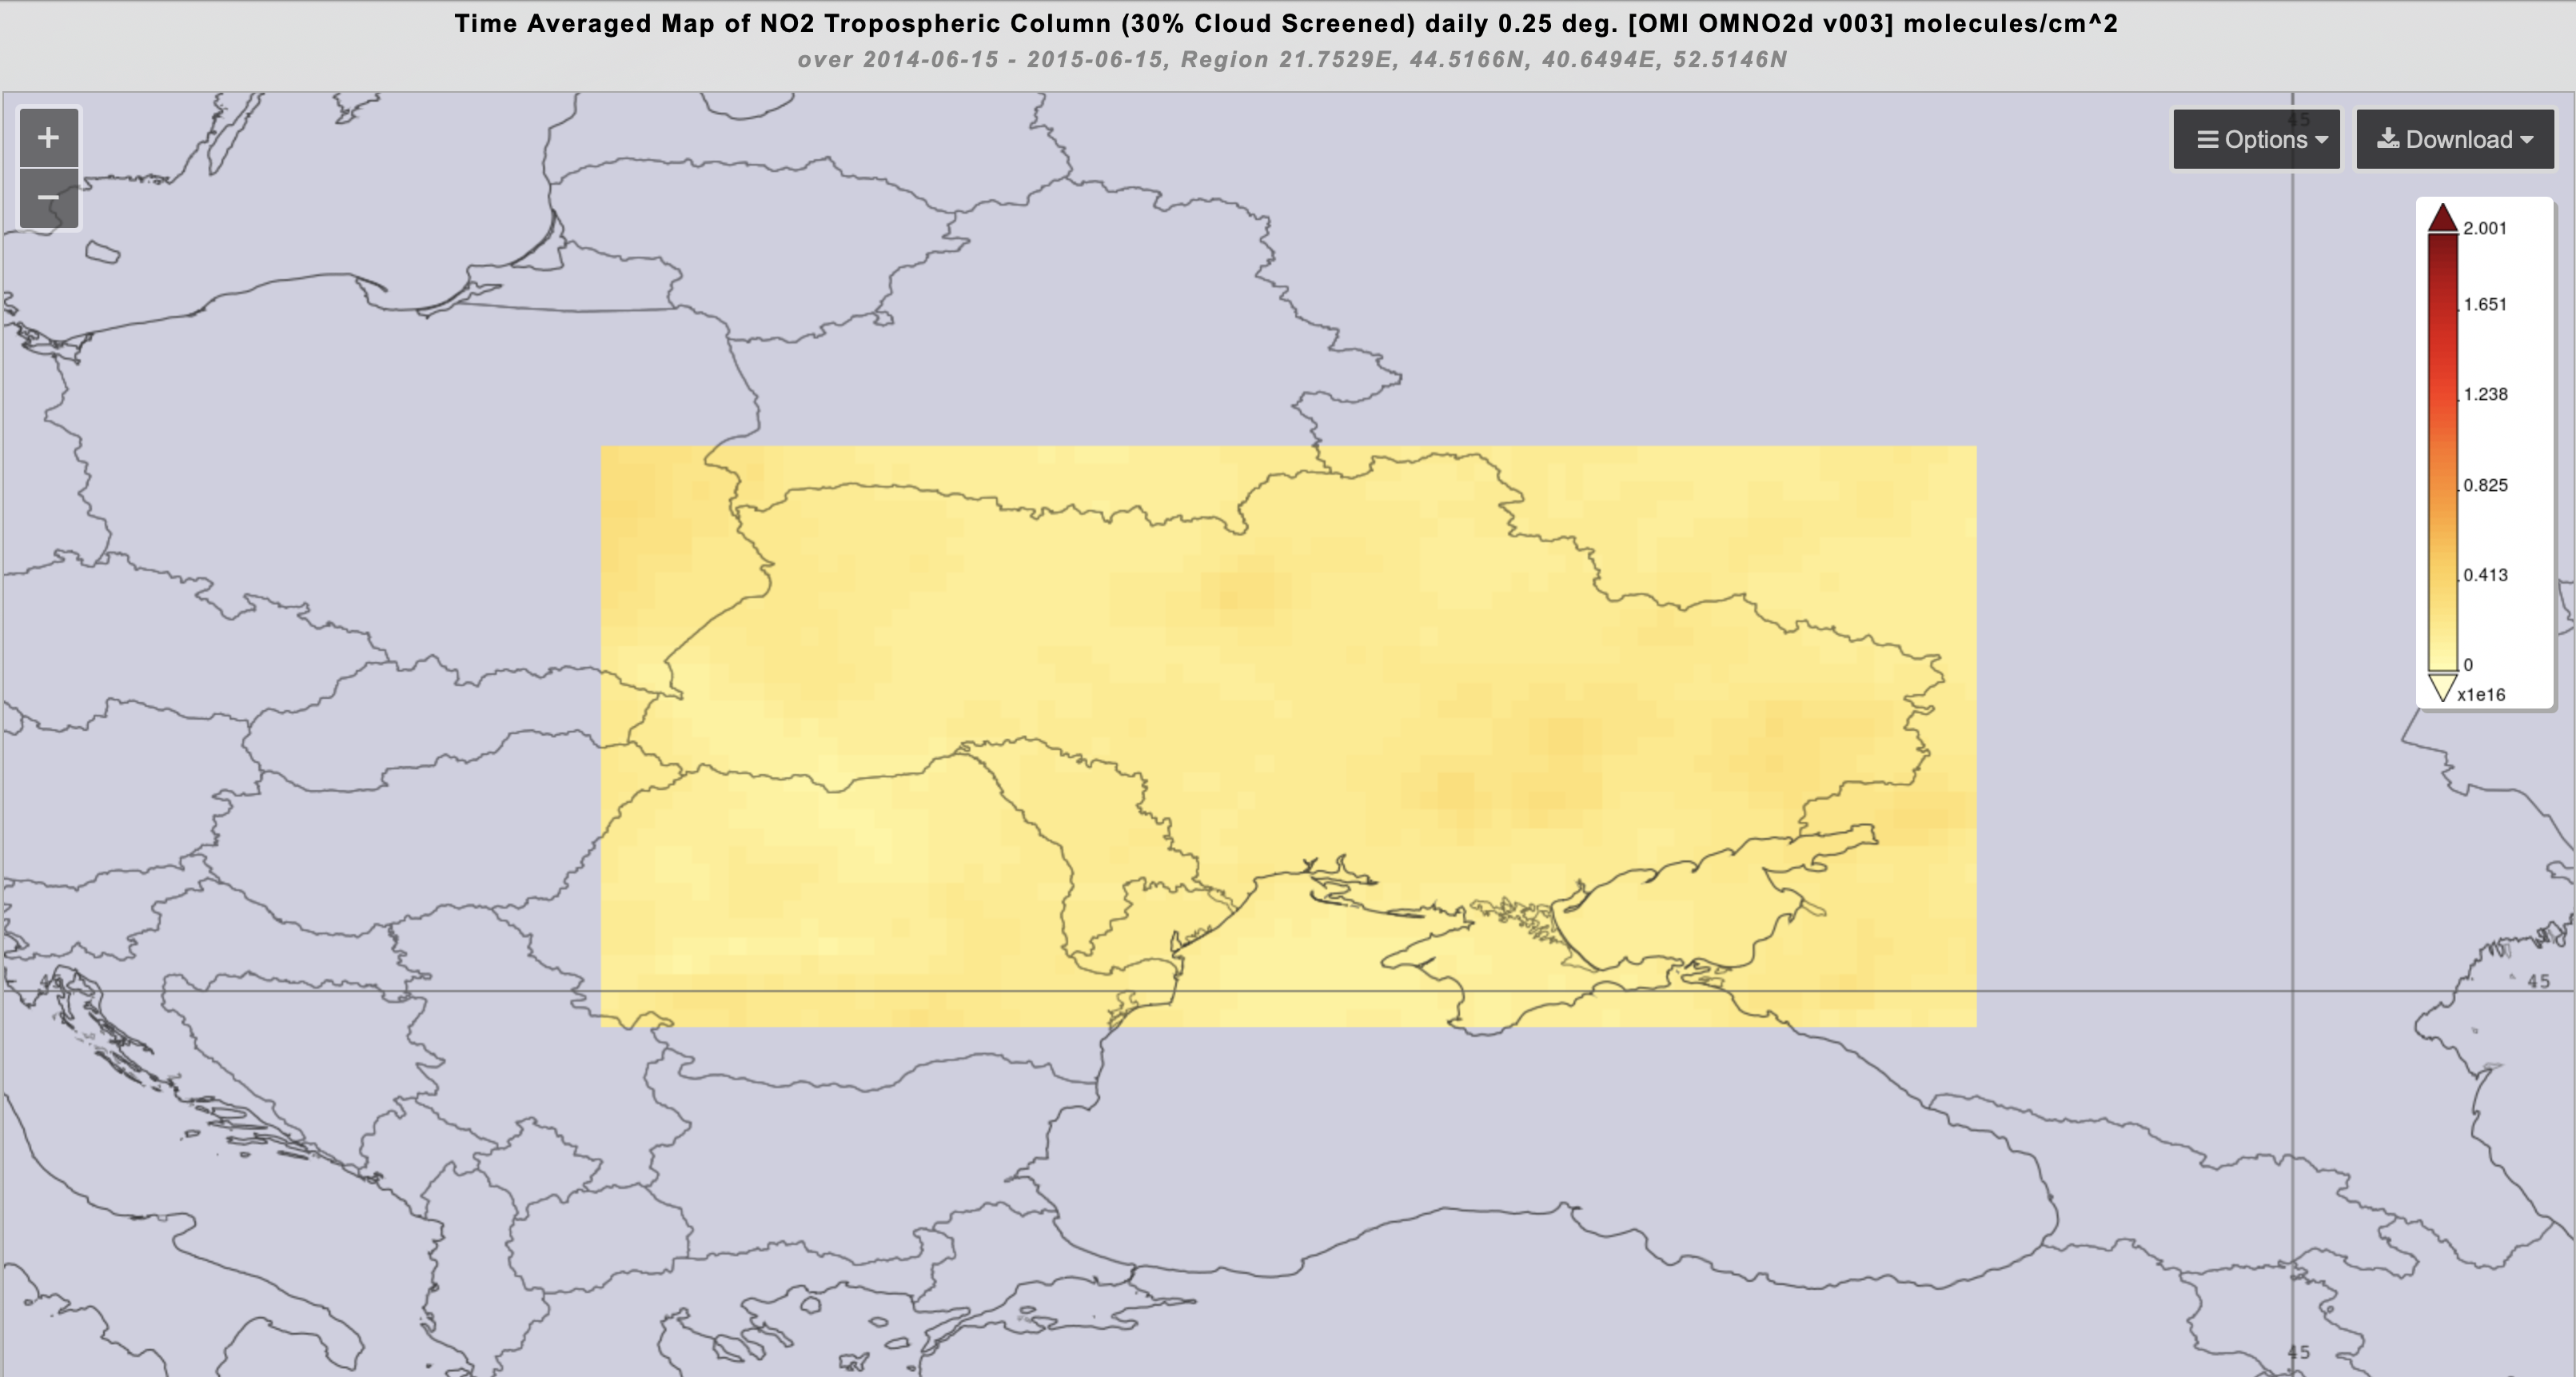 Time Averaged Map of NO2 Tropospheric Column (30% Cloud Screened) daily 0.25 deg. [OMI OMNO2d v003] molecules/cm^2
over 2014-06-15 - 2015-06-15, Region 21.7529E, 44.5166N, 40.6494E, 52.5146N
+
−
45
Options
Download
2.001
1.651
1.238
0.825
0.413
0
x1e16
45
45
45